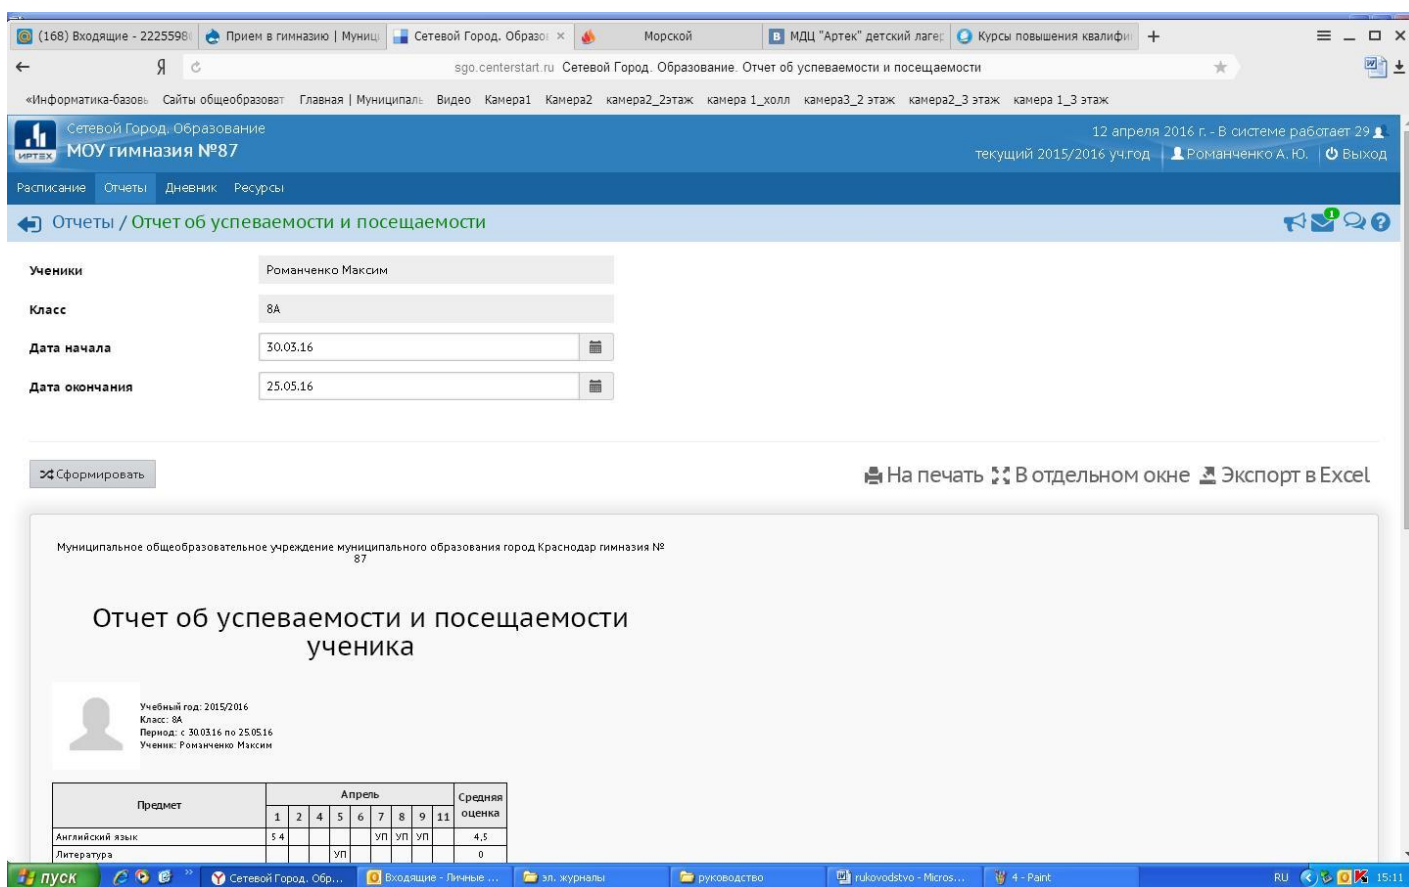 (168) Входящие - 2225598 Прием в гимназию | Муници Сетевой Город. Образов × Морской МДЦ "Артек" детский лагер Курсы повышения квалифи +
Я sgo.centerstart.ru Сетевой Город. Образование. Отчет об успеваемости и посещаемости
«Информатика-базовь Сайты общеобразоват Главная | Муниципаль Видео Камера1 Камера2 камера2_2этаж камера 1_холл камера3_2 этаж камера2_3 этаж камера 1_3 этаж
Сетевой Город. Образование 12 апреля 2016 г. - В системе работает 29
ИРТЕХ МОУ гимназия №87 текущий 2015/2016 уч.год Романченко А. Ю. Выход
Расписание Отчеты Дневник Ресурсы
Отчеты / Отчет об успеваемости и посещаемости 1 ?
Ученики Романченко Максим
Класс 8А
Дата начала 30.03.16
Дата окончания 25.05.16
Сформировать На печать В отдельном окне Экспорт в Excel
Муниципальное общеобразовательное учреждение муниципального образования город Краснодар гимназия №
87
Отчет об успеваемости и посещаемости
ученика
Учебный год: 2015/2016
Класс: 8А
Период: с 30.03.16 по 25.05.16
Ученик: Романченко Максим
Предмет Апрель Средняя оценка
1 2 4 5 6 7 8 9 11
Английский язык 5 4 УП УП УП 4,5
Литература УП 0
пуск » Сетевой Город. Обр... Входящие - Личные ... эл. журналы руководство rukovodstvo - Micros... 4 - Paint RU 15:11